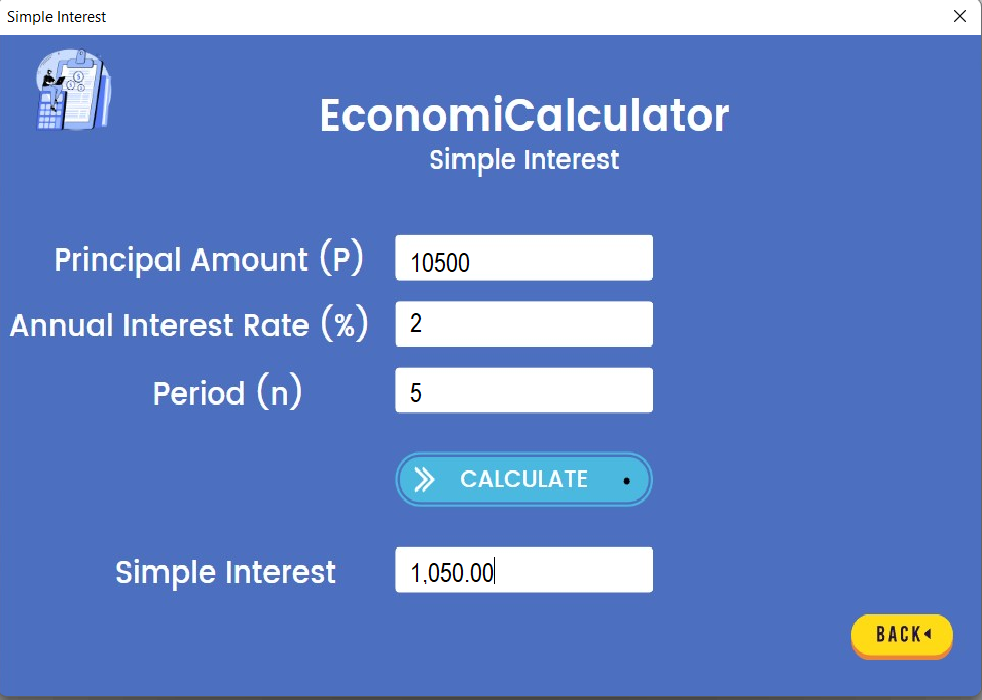 Simple Interest
EconomiCalculator
Simple Interest
Principal Amount (P) 10500
Annual Interest Rate (%) 2
Period (n) 5
CALCULATE
Simple Interest 1,050.00
BACK